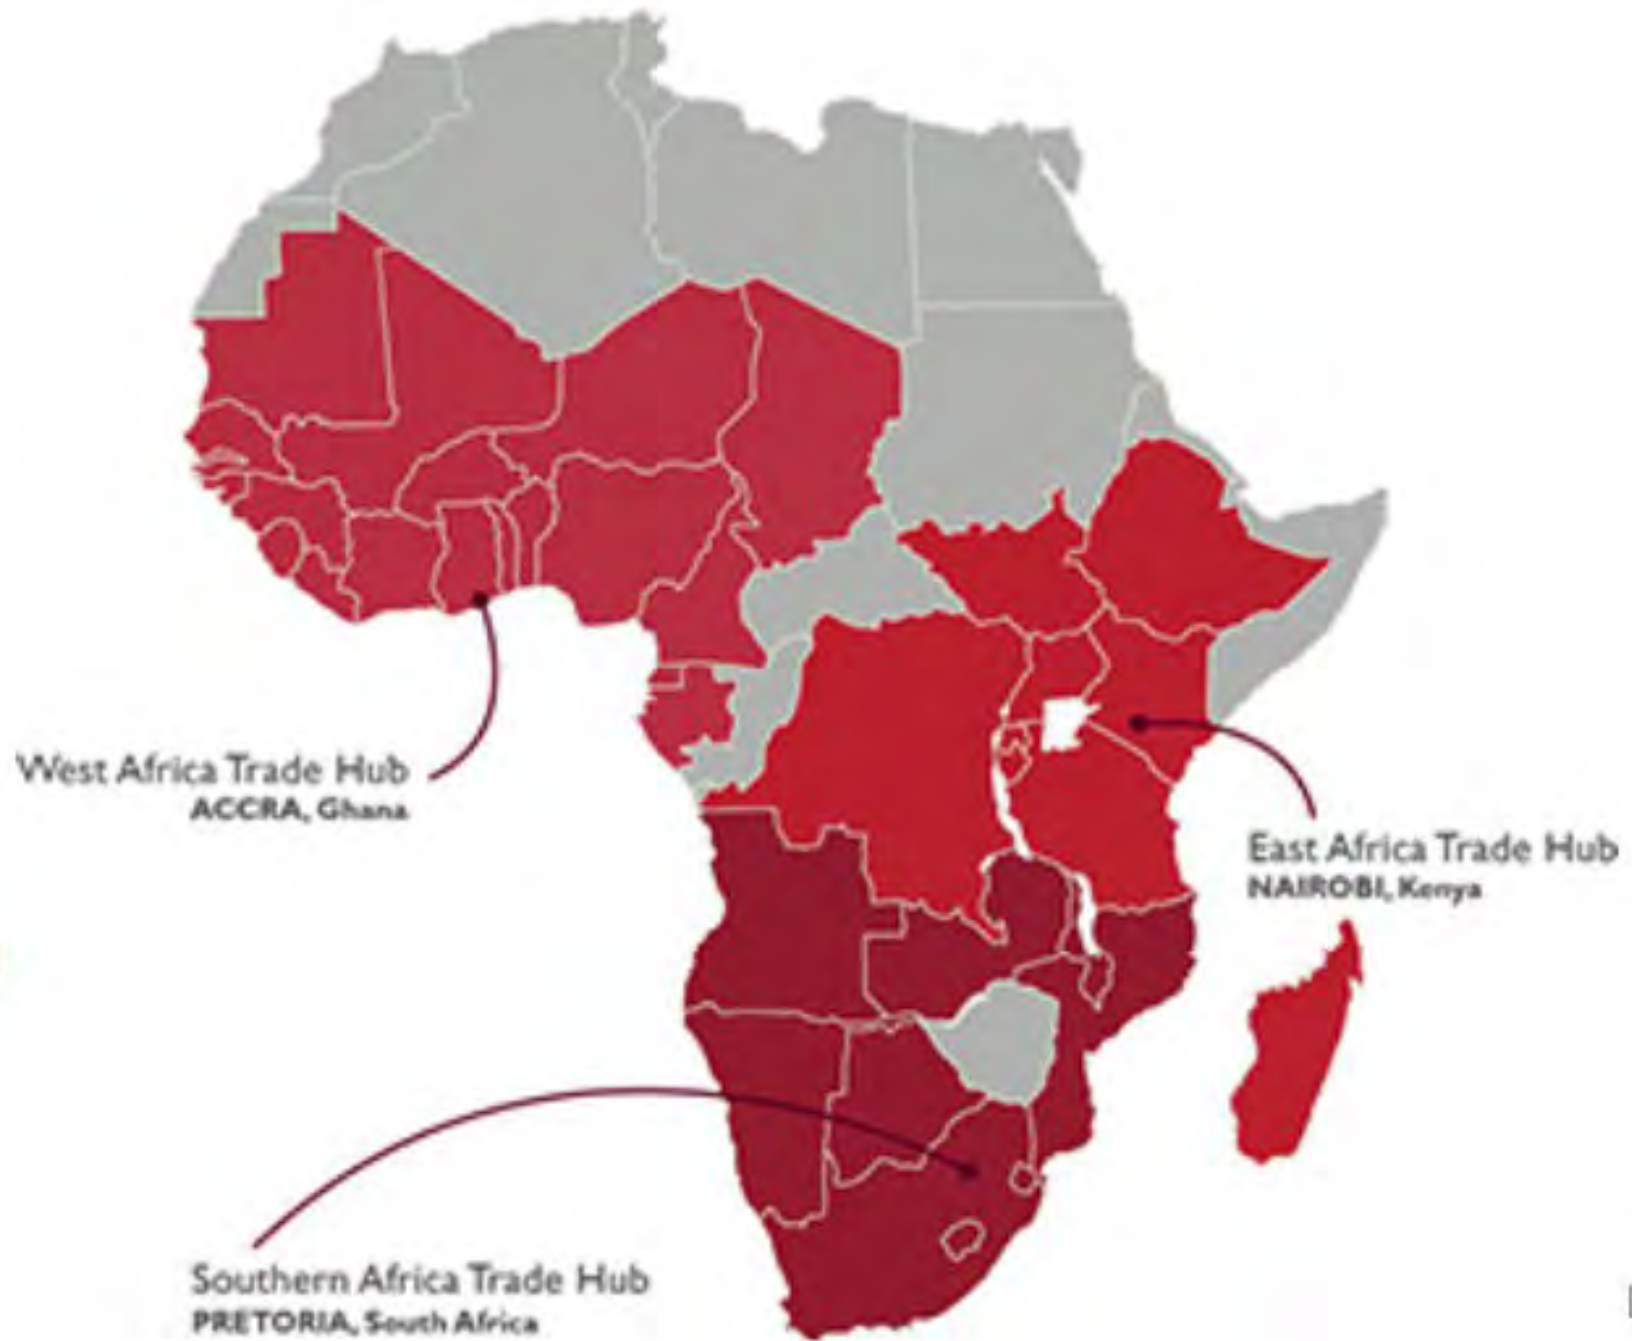 West Africa Trade Hub
ACCRA, Ghana
East Africa Trade Hub
NAIROBI, Kenya
Southern Africa Trade Hub
PRETORIA, South Africa